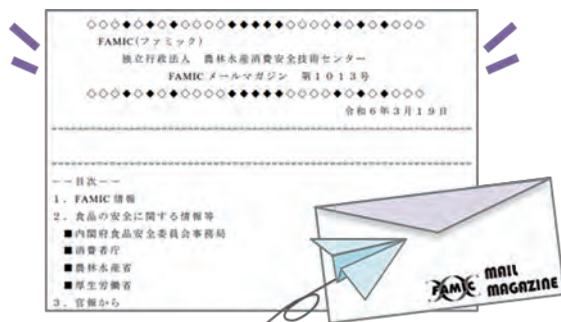 ◇◇◇◆◇◆◇◆◇◇◇◇◆◆◆◆◆◇◇◇◇◆◇◆◇◆◇◇◇
FAMIC(ファミック)
独立行政法人 農林水産消費安全技術センター
FAMIC メールマガジン 第1013号
◇◇◇◆◇◆◇◆◇◇◇◇◆◆◆◆◆◇◇◇◇◆◇◆◇◆◇◇◇
令和6年3月19日
--目次--
1. FAMIC 情報
2. 食品の安全に関する情報等
■内閣府食品安全委員会事務局
■消費者庁
■農林水産省
■厚生労働省
3. 官報から
FAMIC MAIL
MAGAZINE